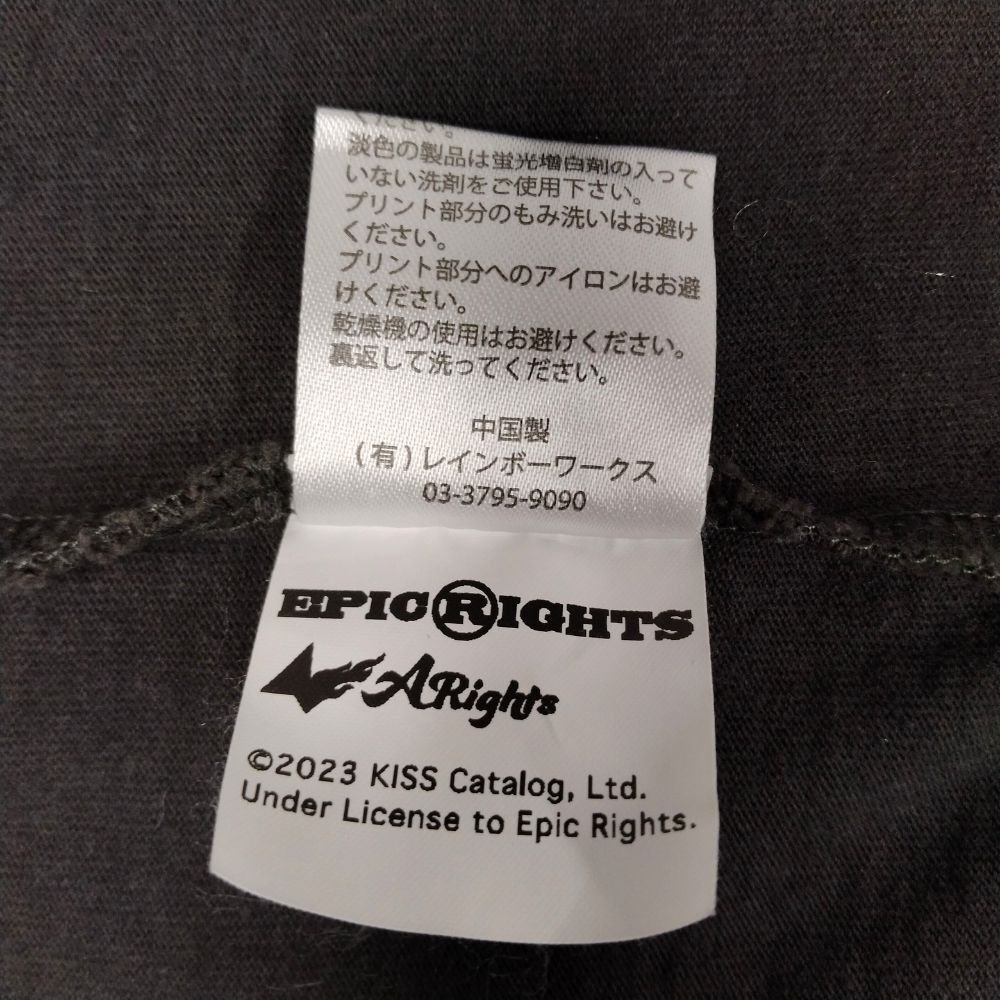 ください。
淡色の製品は蛍光増白剤の入って
いない洗剤をご使用下さい。
プリント部分のもみ洗いはお避け
ください。
プリント部分へのアイロンはお避
けください。
乾燥機の使用はお避けください。
裏返して洗ってください。
中国製
(有)レインボーワークス
03-3795-9090
EPIC RIGHTS
ARights
©2023 KISS Catalog, Ltd.
Under License to Epic Rights.